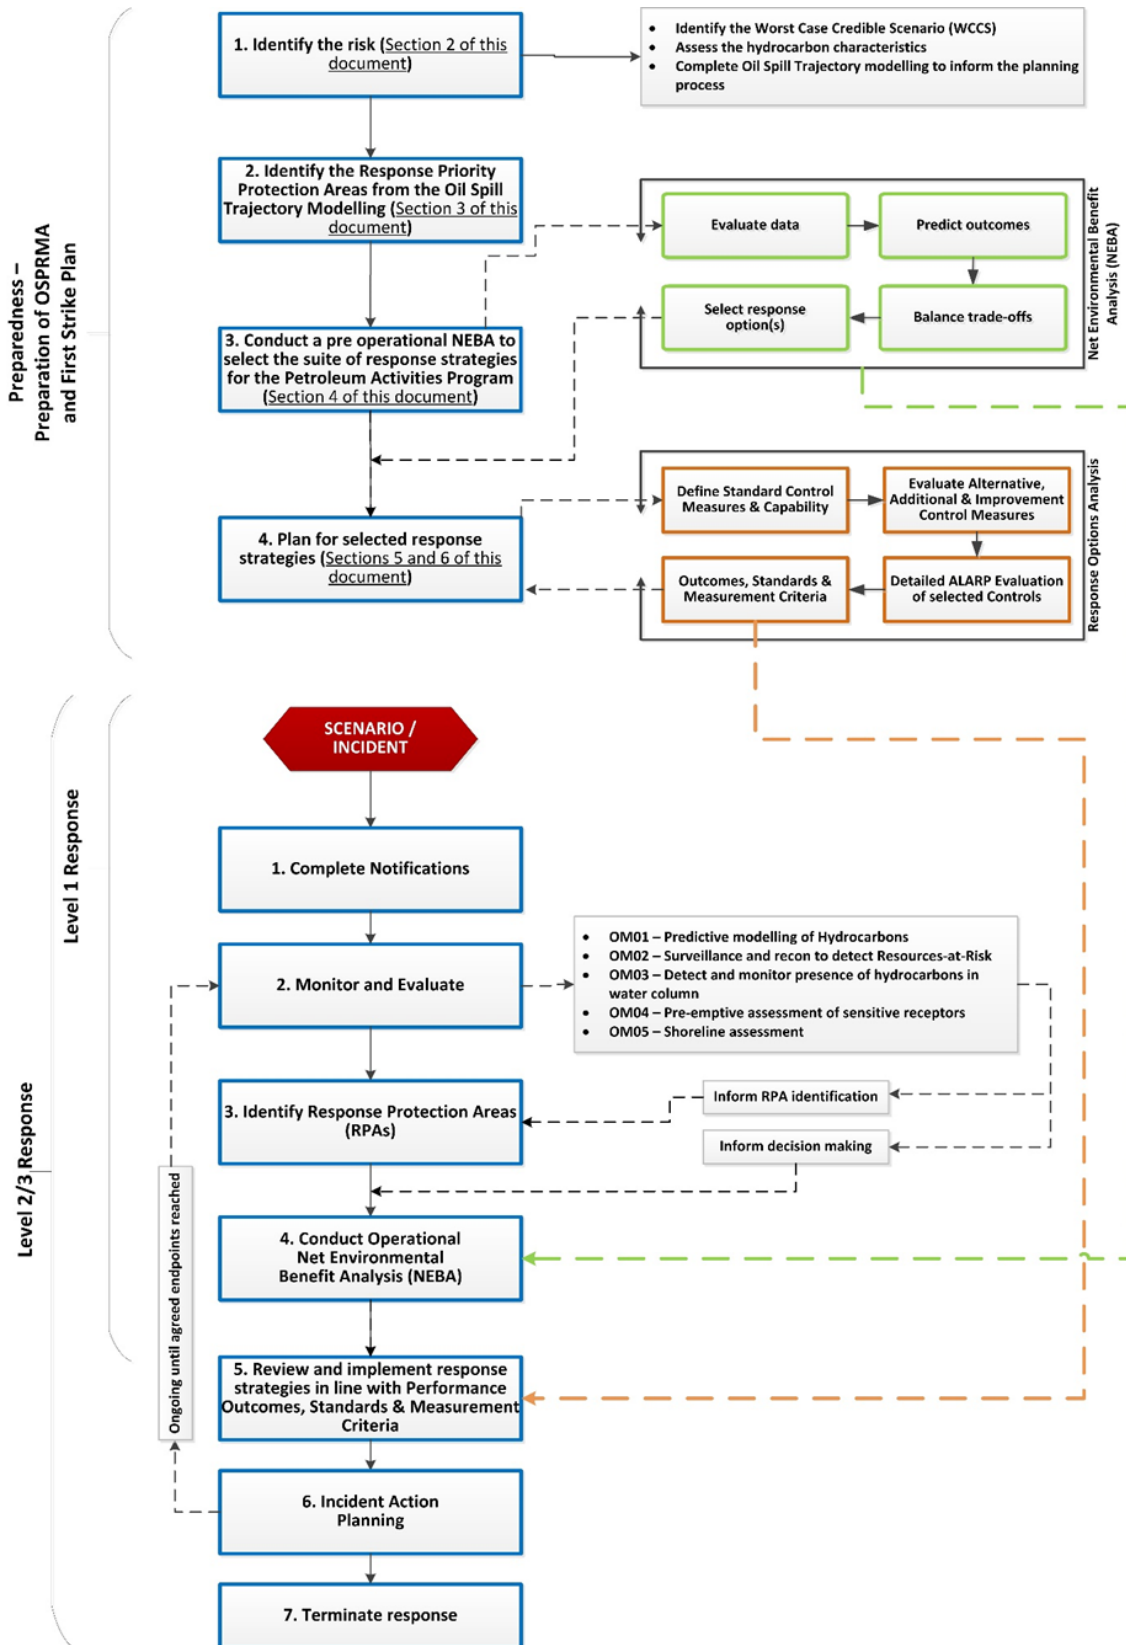 Preparedness –
Preparation of OSPRMA
and First Strike Plan
1. Identify the risk (Section 2 of this
document)
• Identify the Worst Case Credible Scenario (WCCS)
• Assess the hydrocarbon characteristics
• Complete Oil Spill Trajectory modelling to inform the planning
process
2. Identify the Response Priority
Protection Areas from the Oil Spill
Trajectory Modelling (Section 3 of this
document)
Evaluate data
Predict outcomes
Select response
option(s)
Balance trade-offs
Net Environmental Benefit
Analysis (NEBA)
3. Conduct a pre operational NEBA to
select the suite of response strategies
for the Petroleum Activities Program
(Section 4 of this document)
Define Standard Control
Measures & Capability
Evaluate Alternative,
Additional & Improvement
Control Measures
Outcomes, Standards &
Measurement Criteria
Detailed ALARP Evaluation
of selected Controls
Response Options Analysis
4. Plan for selected response
strategies (Sections 5 and 6 of this
document)
Level 2/3 Response
Level 1 Response
SCENARIO /
INCIDENT
1. Complete Notifications
2. Monitor and Evaluate
• OM01 – Predictive modelling of Hydrocarbons
• OM02 – Surveillance and recon to detect Resources-at-Risk
• OM03 – Detect and monitor presence of hydrocarbons in
water column
• OM04 – Pre-emptive assessment of sensitive receptors
• OM05 – Shoreline assessment
3. Identify Response Protection Areas
(RPAs)
Inform RPA identification
Inform decision making
4. Conduct Operational
Net Environmental
Benefit Analysis (NEBA)
Ongoing until agreed endpoints reached
5. Review and implement response
strategies in line with Performance
Outcomes, Standards & Measurement
Criteria
6. Incident Action
Planning
7. Terminate response